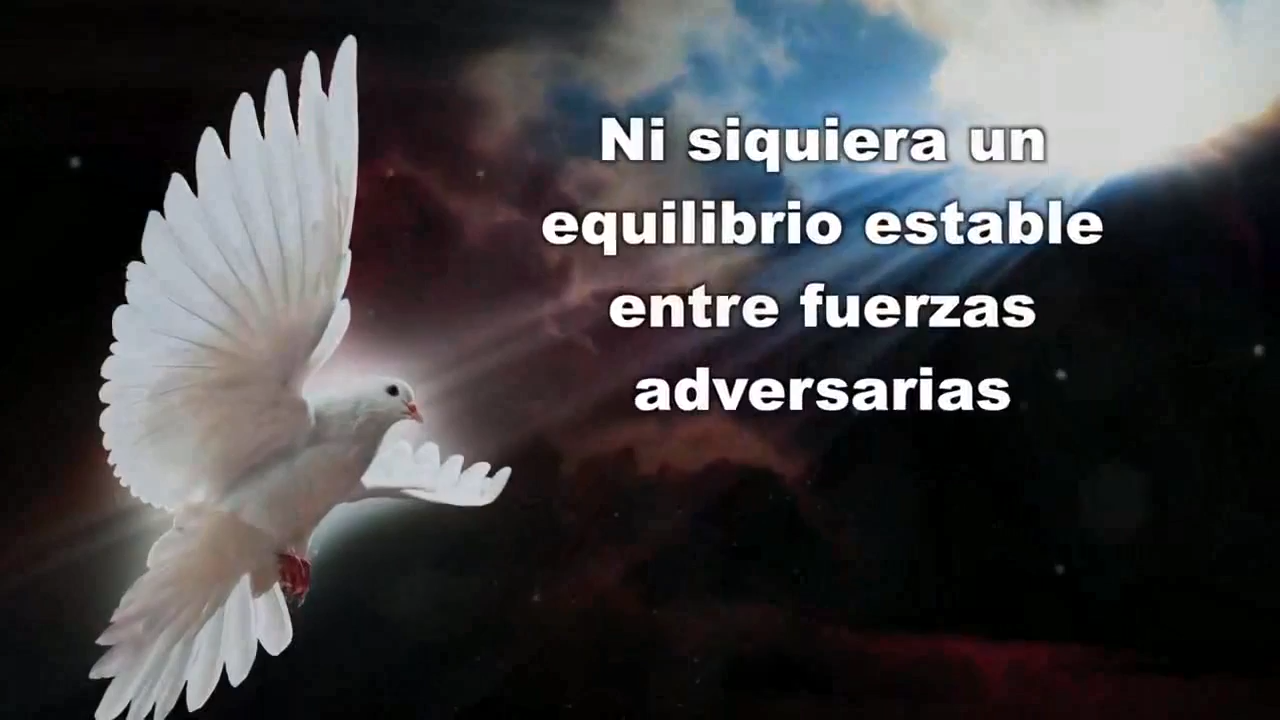 Ni siquiera un
equilibrio estable
entre fuerzas
adversarias